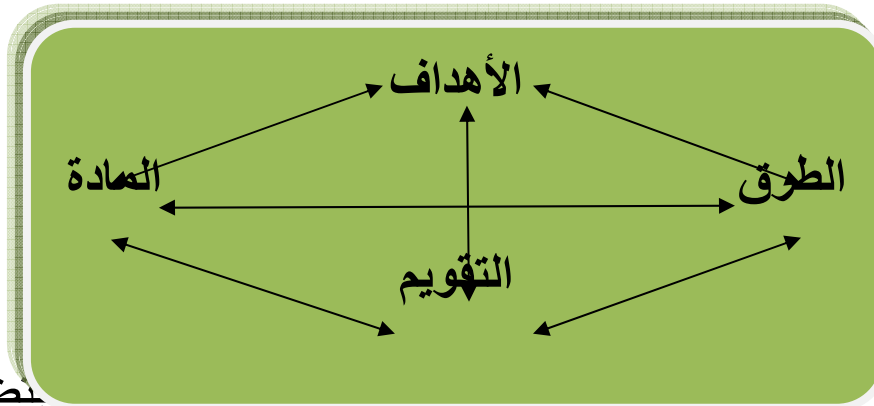 الأهداف
الطرق
المادة
التقويم